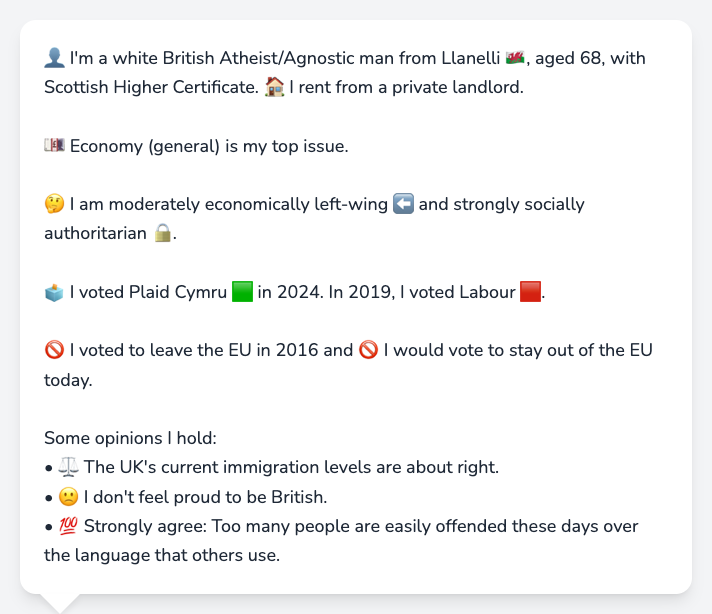 👤 I'm a white British Atheist/Agnostic man from Llanelli 🏴󠁧󠁢󠁷󠁬󠁳󠁿, aged 68, with
Scottish Higher Certificate. 🏠 I rent from a private landlord.
💷 Economy (general) is my top issue.
🤔 I am moderately economically left-wing ⬅️ and strongly socially
authoritarian 🔒.
🗳️ I voted Plaid Cymru 🟩 in 2024. In 2019, I voted Labour 🟥.
🚫 I voted to leave the EU in 2016 and 🚫 I would vote to stay out of the EU
today.
Some opinions I hold:
• ⚖️ The UK's current immigration levels are about right.
• 🙁 I don't feel proud to be British.
• 💯 Strongly agree: Too many people are easily offended these days over
the language that others use.